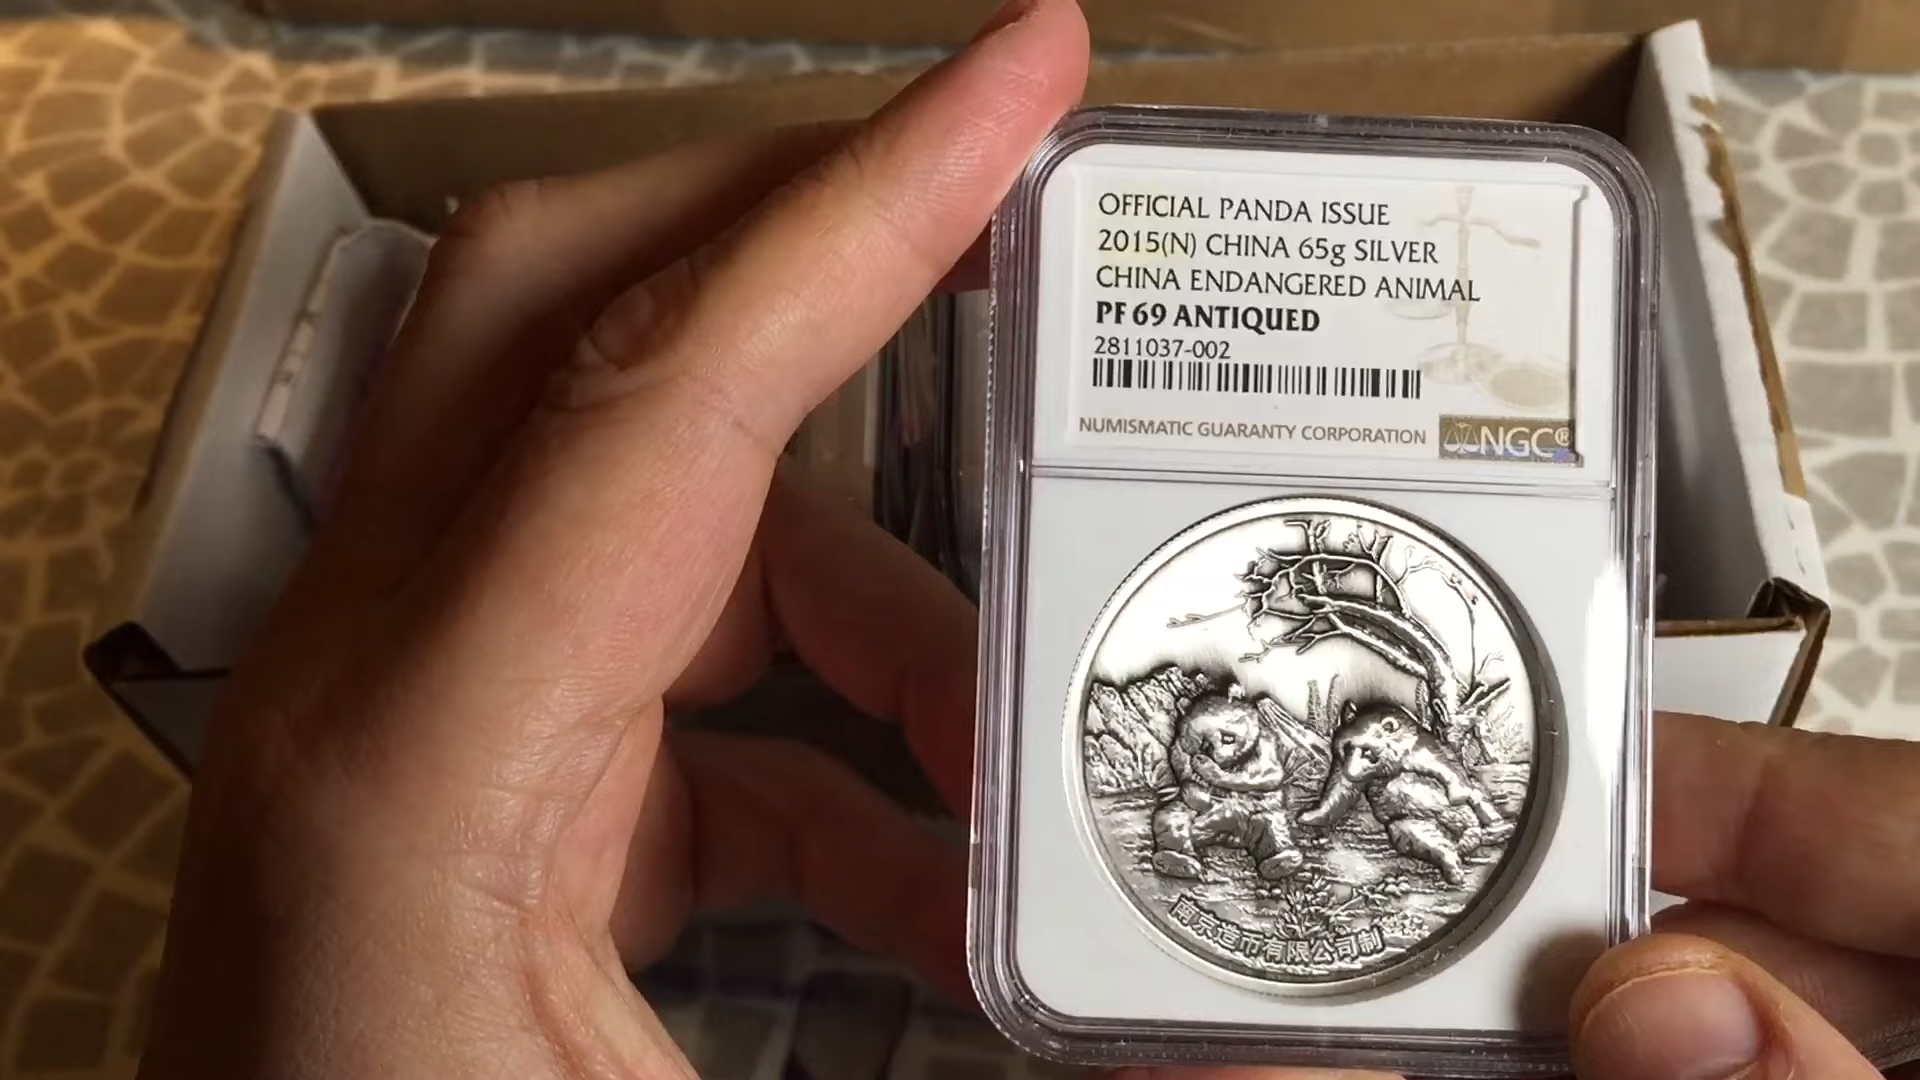 OFFICIAL PANDA ISSUE
2015(N) CHINA 65g SILVER
CHINA ENDANGERED ANIMAL
PF 69 ANTIQUED
2811037-002
NUMISMATIC GUARANTY CORPORATION
NGC®
南京造币有限公司制